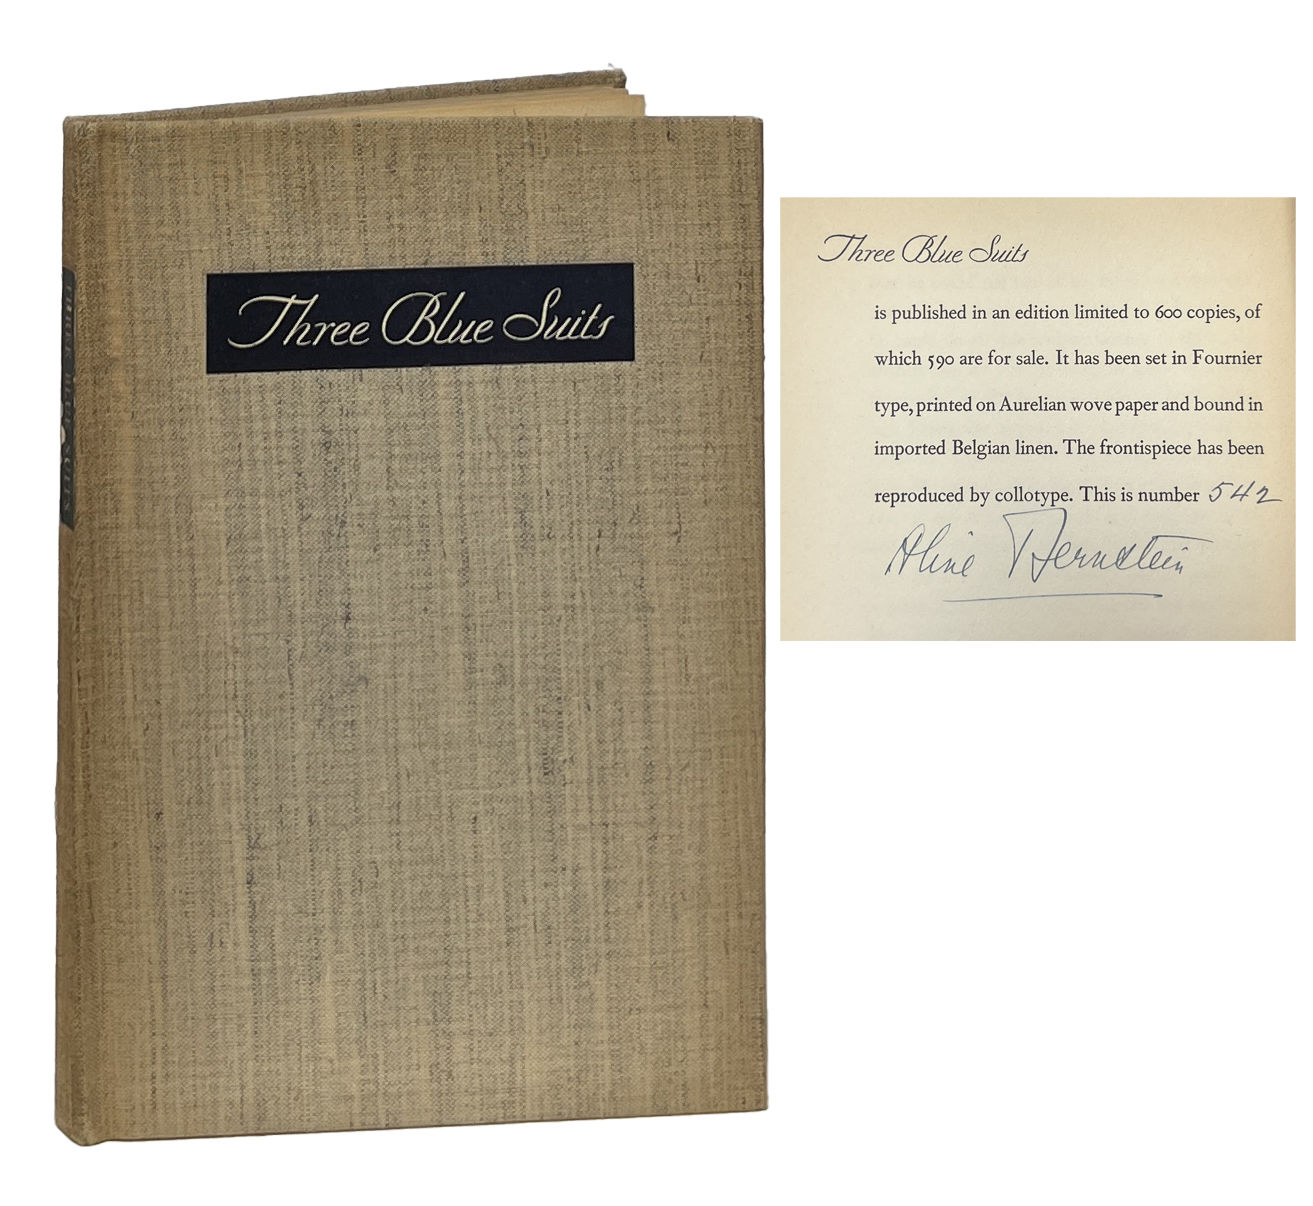 Three Blue Suits
Three Blue Suits
is published in an edition limited to 600 copies, of
which 590 are for sale. It has been set in Fournier
type, printed on Aurelian wove paper and bound in
imported Belgian linen. The frontispiece has been
reproduced by collotype. This is number 542
Aline Bernstein